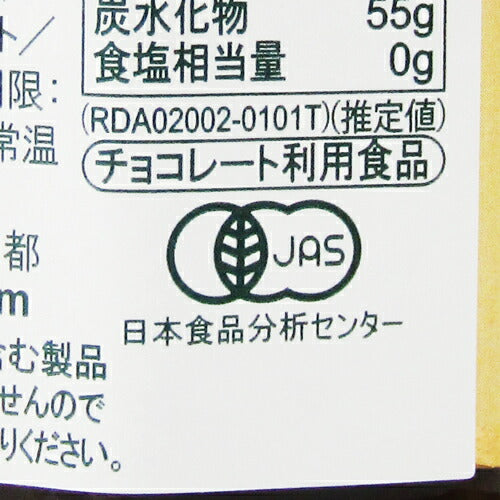 炭水化物 55g
食塩相当量 0g
(RDA02002-0101T)(推定値)
チョコレート利用食品
JAS
日本食品分析センター
ト／
限：
常温
都
m
む製品
せんので
りください。